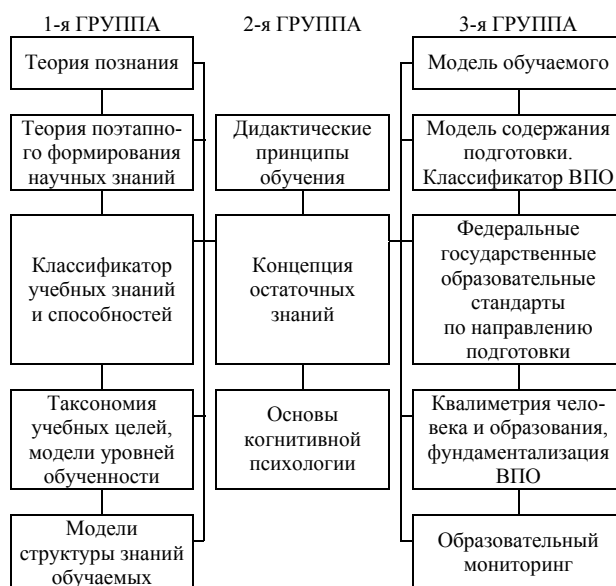 1-я ГРУППА
Теория познания
Теория поэтапно-
го формирования
научных знаний
Классификатор
учебных знаний
и способностей
Таксономия
учебных целей,
модели уровней
обученности
Модели
структуры знаний
обучаемых
2-я ГРУППА
Дидактические
принципы
обучения
Концепция
остаточных
знаний
Основы
когнитивной
психологии
3-я ГРУППА
Модель обучаемого
Модель содержания
подготовки.
Классификатор ВПО
Федеральные
государственные
образовательные
стандарты
по направлению
подготовки
Квалиметрия чело-
века и образования,
фундаментализация
ВПО
Образовательный
мониторинг